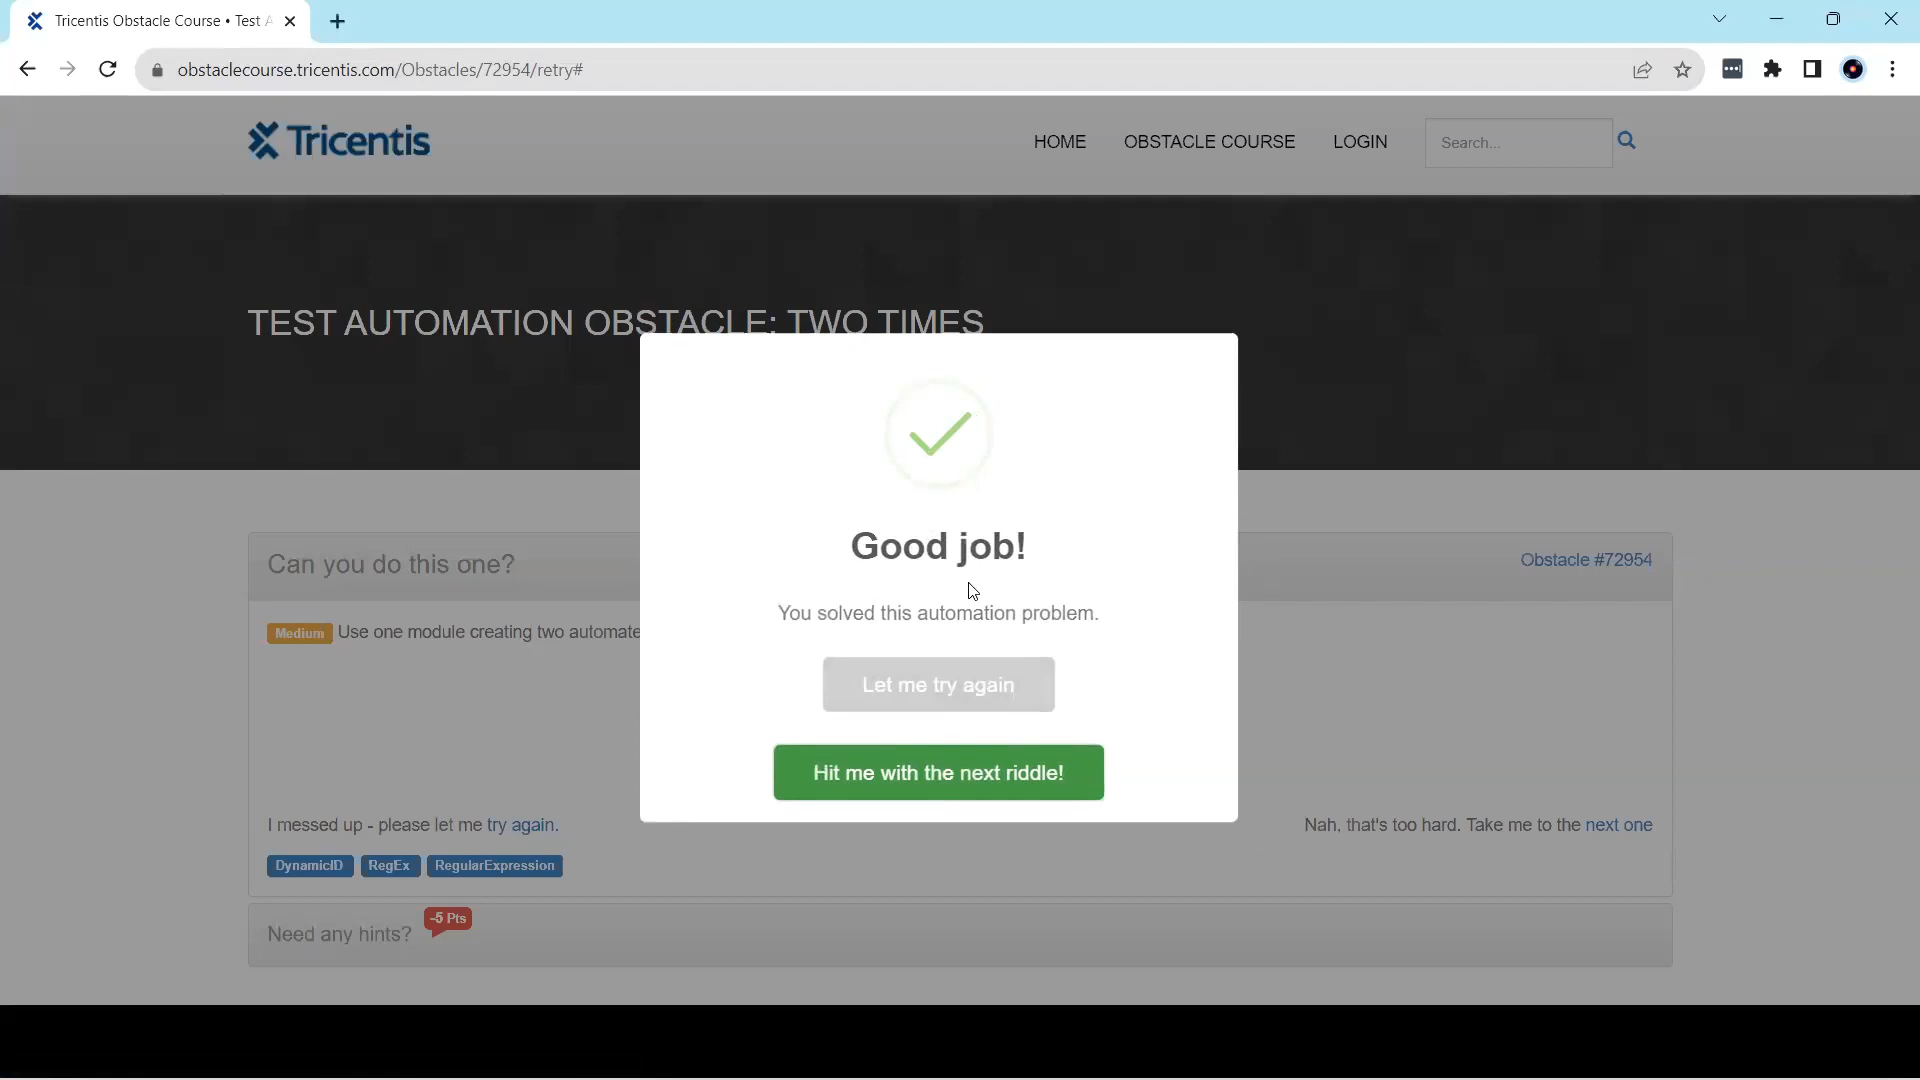 Tricentis Obstacle Course • Test A
obstaclecourse.tricentis.com/Obstacles/72954/retry#
Tricentis
HOME
OBSTACLE COURSE
LOGIN
Search...
TEST AUTOMATION OBSTACLE: TWO TIMES
Good job!
You solved this automation problem.
Let me try again
Hit me with the next riddle!
Can you do this one?
Obstacle #72954
Medium Use one module creating two automate
I messed up - please let me try again.
Nah, that's too hard. Take me to the next one
DynamicID RegEx RegularExpression
Need any hints?
-5 Pts